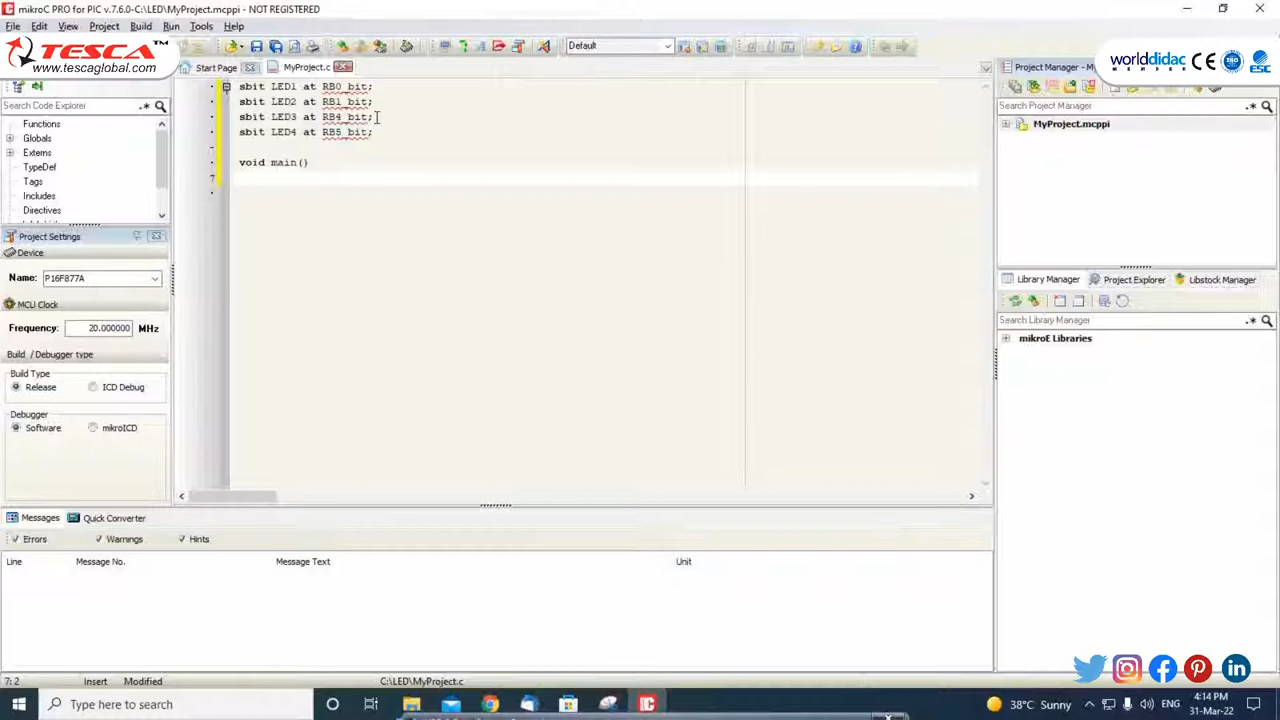 mikroC PRO for PIC v.7.6.0-C:\LED\MyProject.mcppi - NOT REGISTERED
File Edit View Project Build Run Tools Help
TESCA™
www.tescaglobal.com
Default
worlddidac
MEMBER
CE
ESC
Start Page
MyProject.c
Project Manager - M
Search Code Explorer
Functions
Globals
Externs
TypeDef
Tags
Includes
Directives
Project Settings
Device
Name: P16F877A
MCU Clock
Frequency: 20.000000 MHz
Build / Debugger type
Build Type
Release ICD Debug
Debugger
Software mikroICD
sbit LED1 at RB0_bit;
sbit LED2 at RB1_bit;
sbit LED3 at RB4_bit;
sbit LED4 at RB5_bit;
void main()
7
Search Project Manager
MyProject.mcppi
Library Manager Project Explorer Libstock Manager
Search Library Manager
mikroE Libraries
Messages Quick Converter
Errors Warnings Hints
Line Message No. Message Text Unit
7: 2 Insert Modified C:\LED\MyProject.c
Type here to search
38°C Sunny ENG
4:14 PM
31-Mar-22